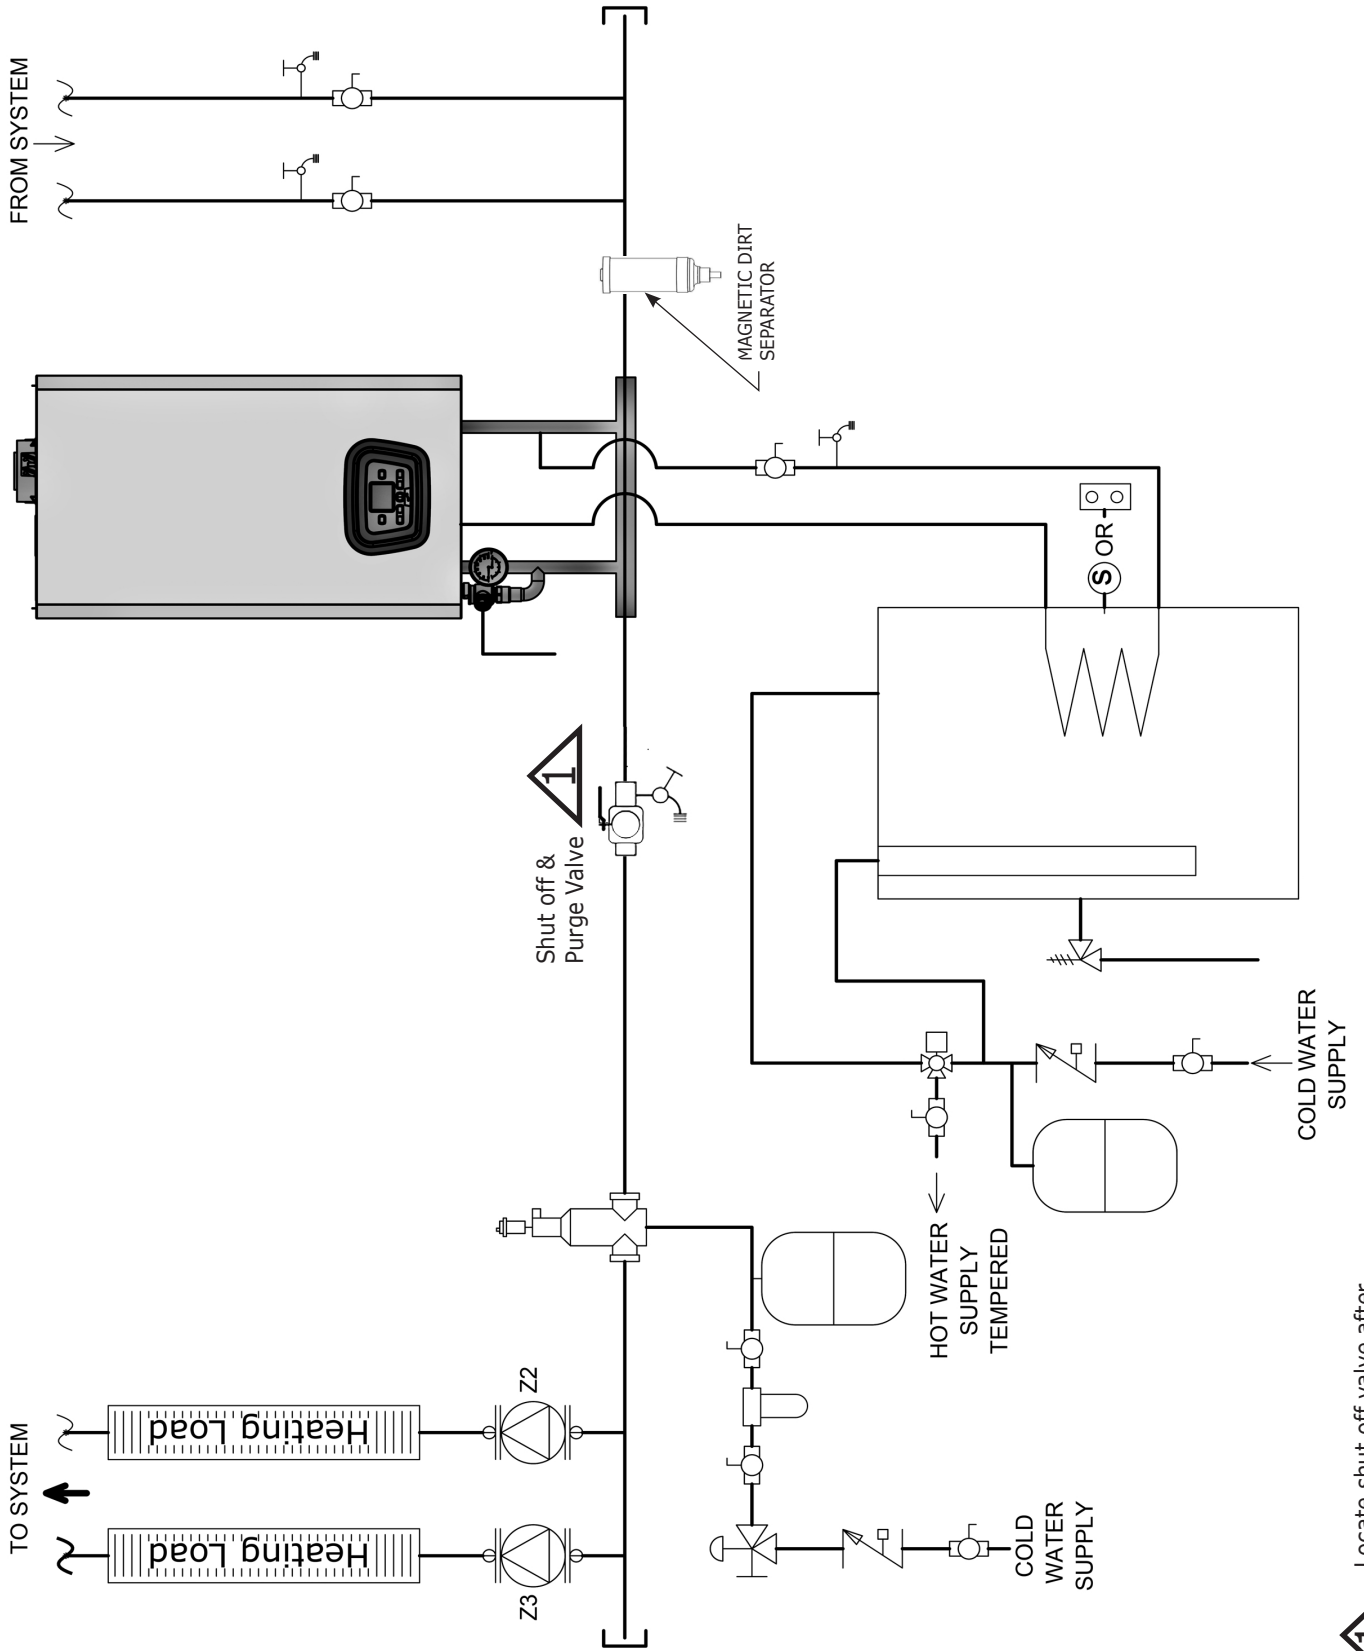 TO SYSTEM
FROM SYSTEM
Heating Load
Heating Load
Z3
Z2
Shut off &
Purge Valve
1
MAGNETIC DIRT
SEPARATOR
COLD
WATER
SUPPLY
HOT WATER
SUPPLY
TEMPERED
COLD WATER
SUPPLY
S OR
1
Locate shut off valve after